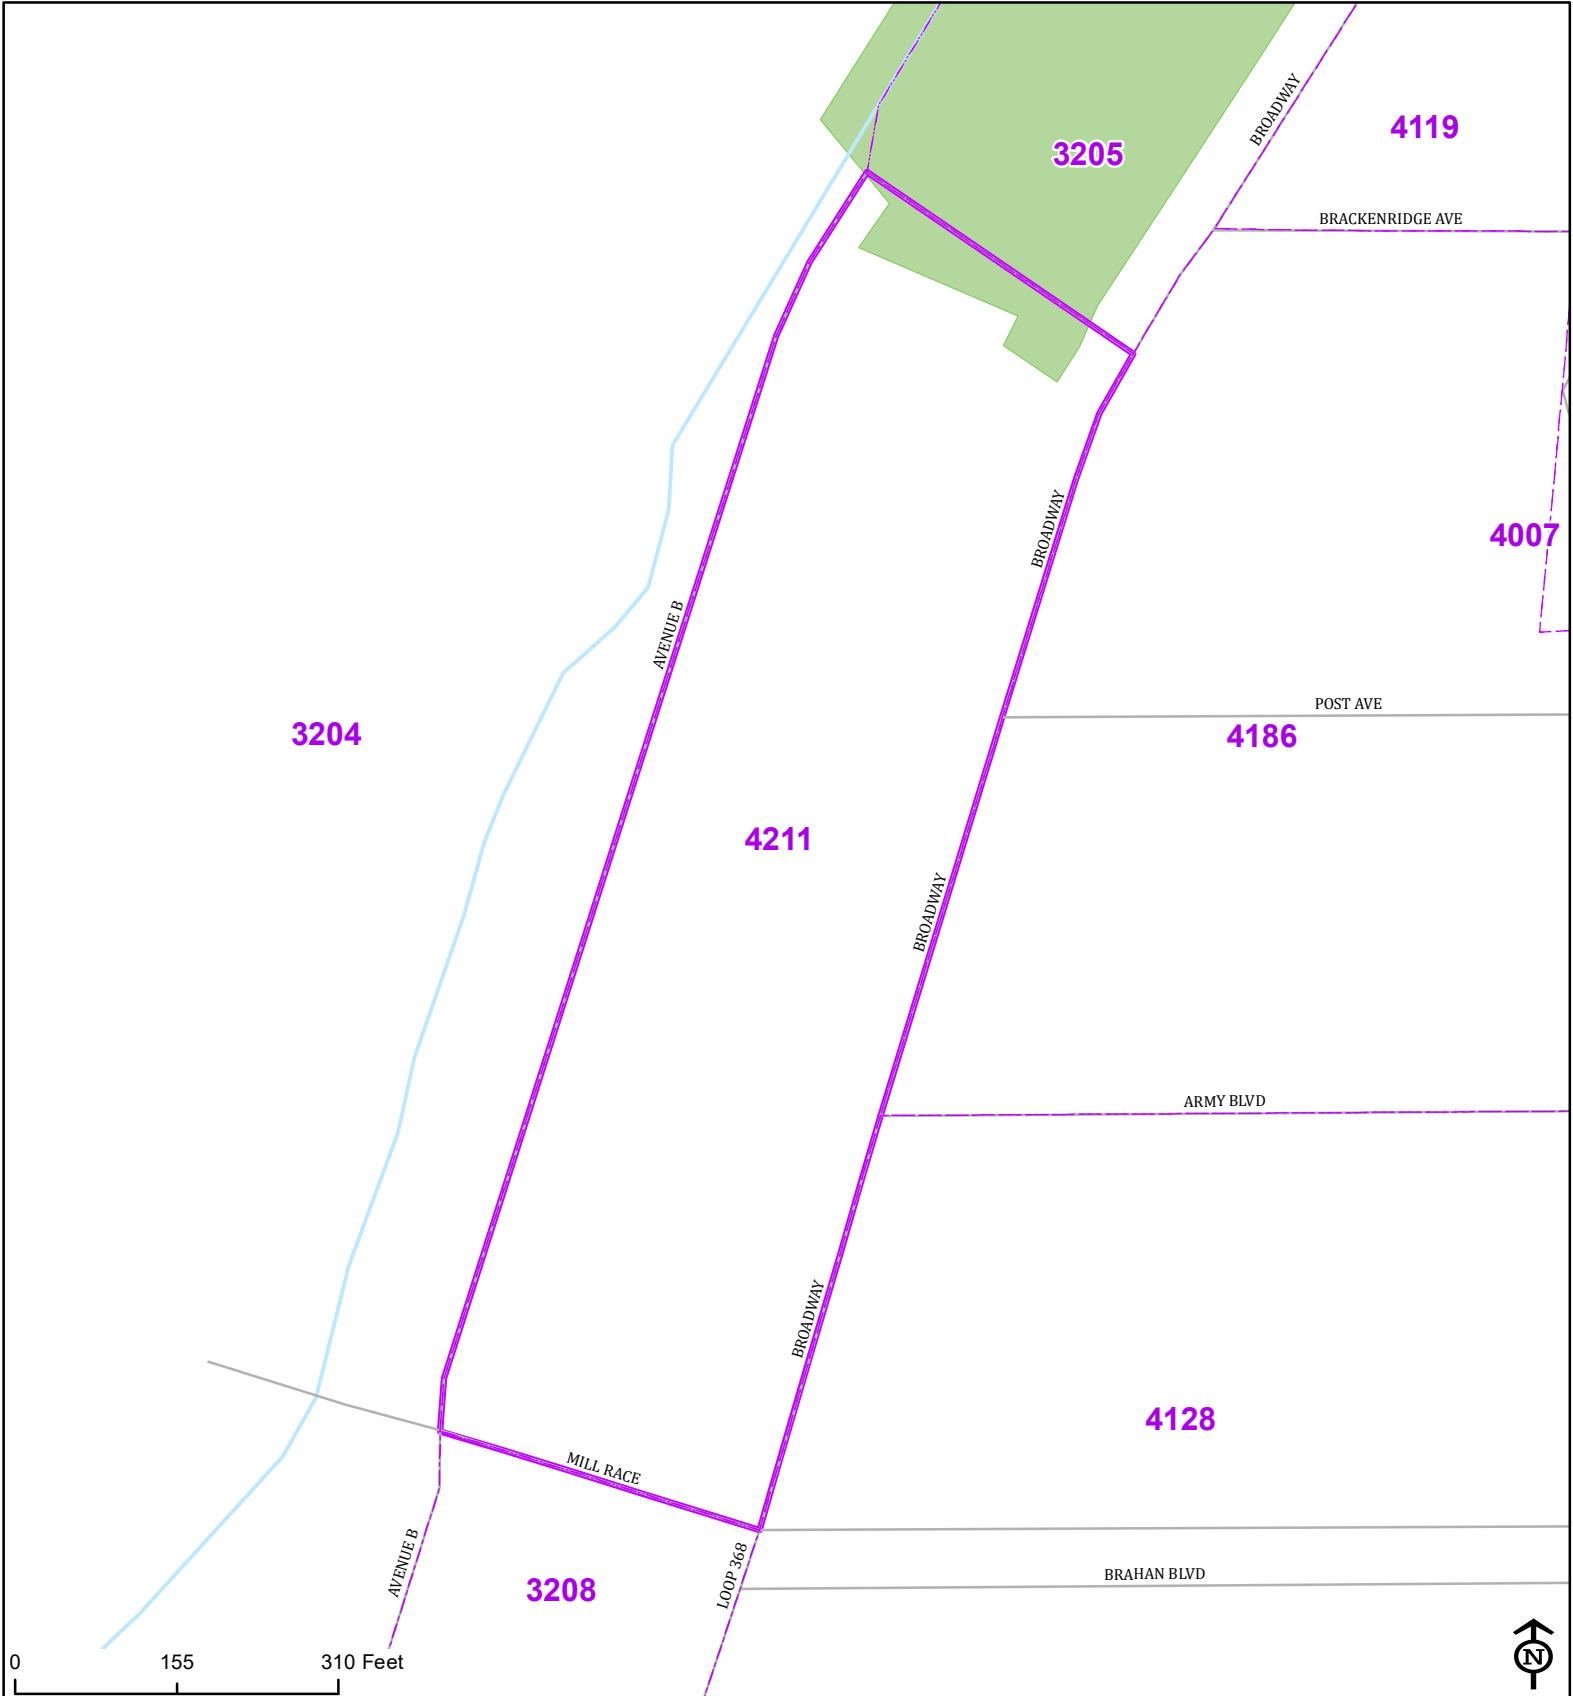 BROADWAY
4119
3205
BRACKENRIDGE AVE
BROADWAY
4007
AVENUE B
POST AVE
3204
4186
4211
BROADWAY
ARMY BLVD
BROADWAY
4128
MILL RACE
AVENUE B
LOOP 368
BRAHAN BLVD
3208
0 155 310 Feet
N